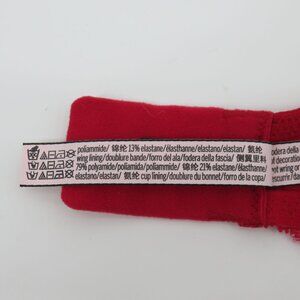 poliammide/ 锦纶 13% elastane/élasthanne/elastano/elastan/ 氨纶
wing lining/doublure bande/forro del ala/fodera della fascia/ 侧翼里料
79% polyamide/poliamida/poliammide/ 锦纶 21% elastane/élasthanne/
elastano/elastan/ 氨纶 cup lining/doublure du bonnet/forro de la copa/
fodera della